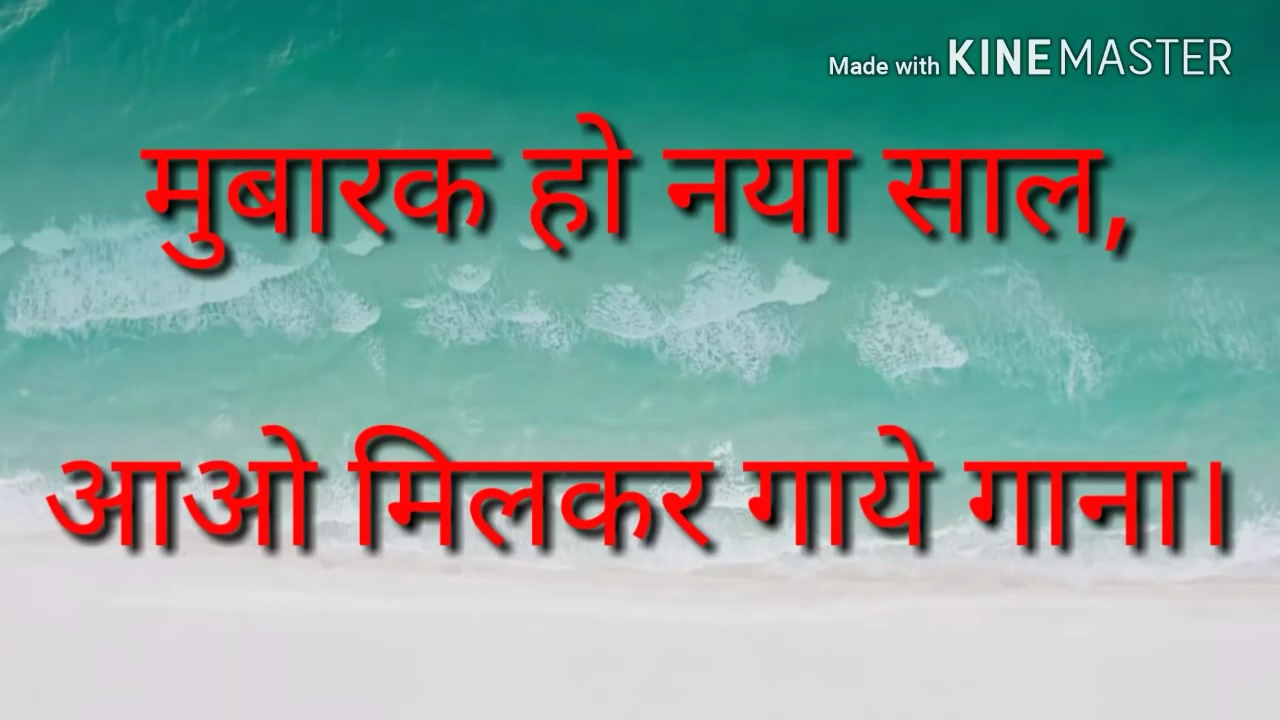 Made with KINEMASTER
मुबारक हो नया साल,
आओ मिलकर गाये गाना।